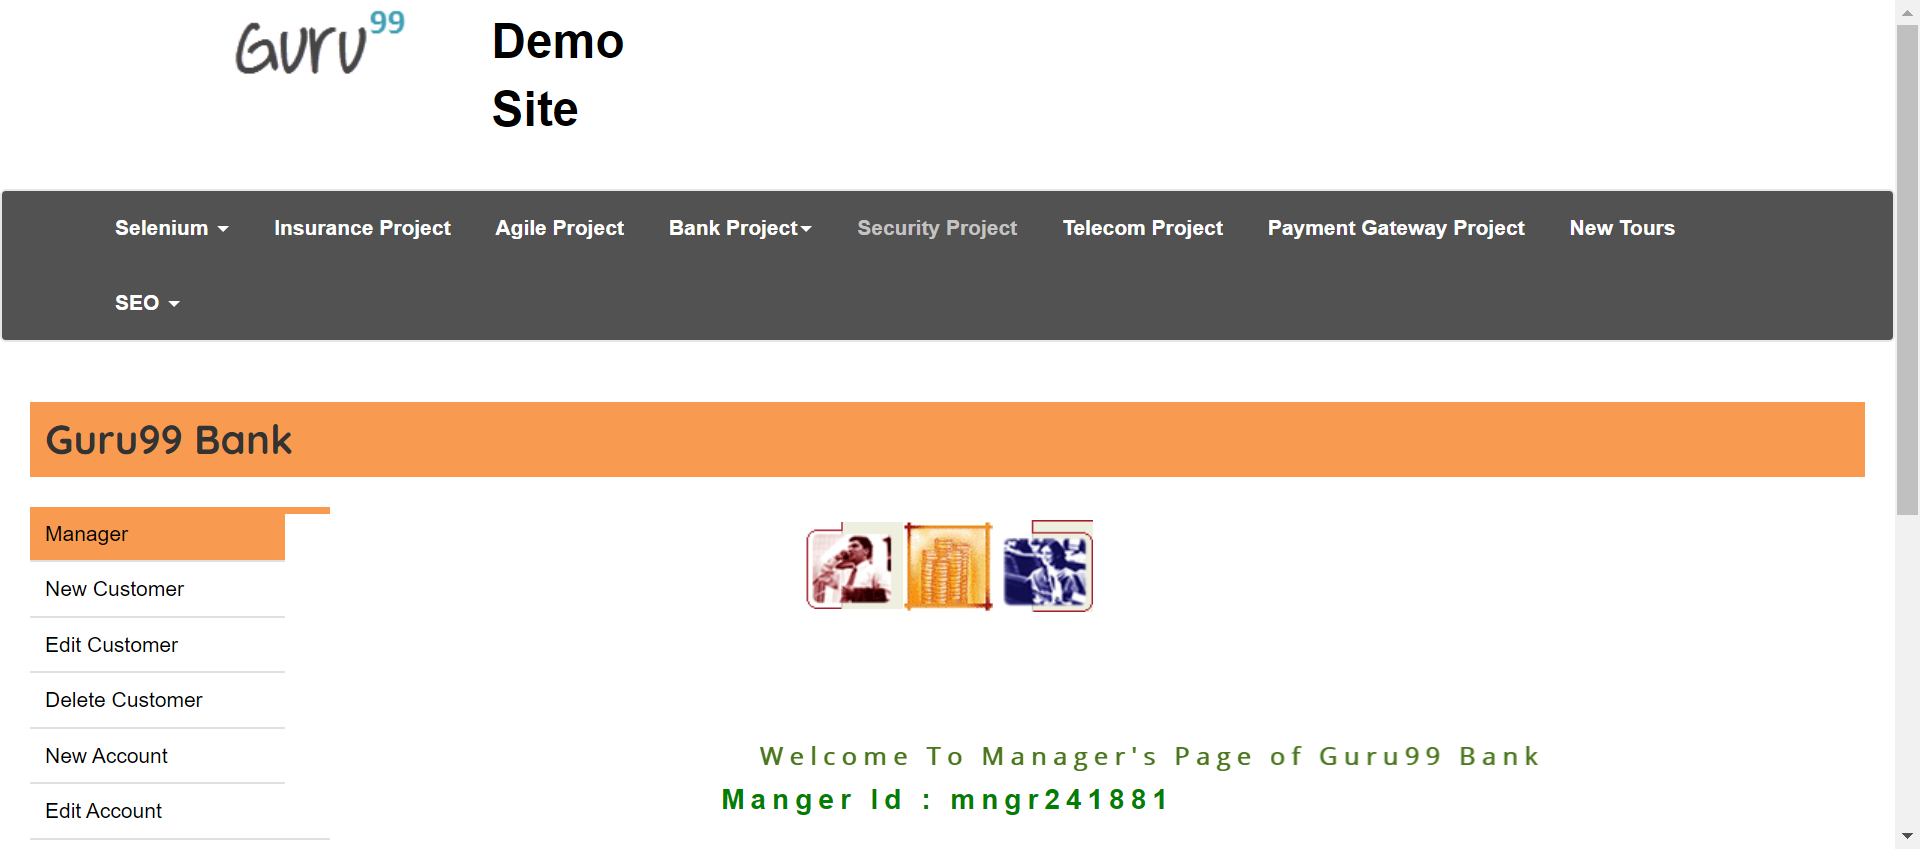 Guru99
Demo
Site
Selenium
Insurance Project
Agile Project
Bank Project
Security Project
Telecom Project
Payment Gateway Project
New Tours
SEO
Guru99 Bank
Manager
New Customer
Edit Customer
Delete Customer
New Account
Edit Account
Welcome To Manager's Page of Guru99 Bank
Manger Id : mngr241881